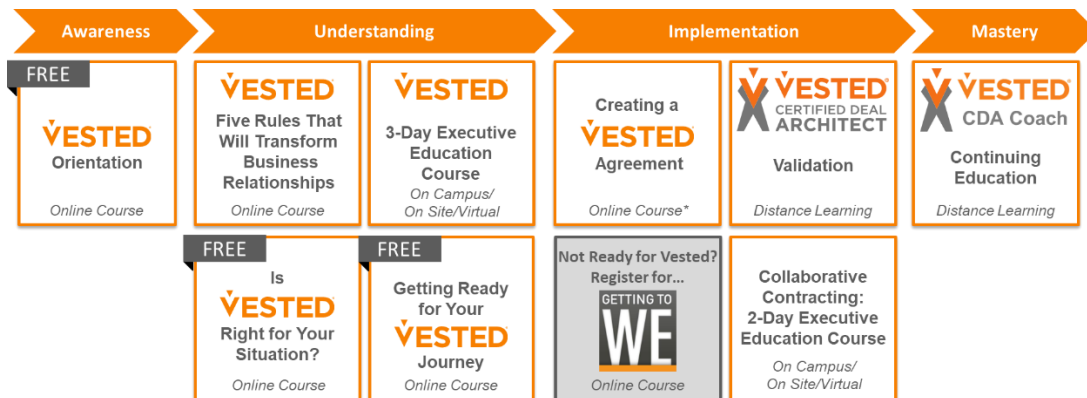 Awareness
Understanding
Implementation
Mastery
FREE
VESTED®
Orientation
Online Course
VESTED®
Five Rules That
Will Transform
Business
Relationships
Online Course
VESTED®
3-Day Executive
Education
Course
On Campus/
On Site/Virtual
Creating a
VESTED®
Agreement
Online Course*
VESTED®
CERTIFIED DEAL
ARCHITECT
Validation
Distance Learning
VESTED®
CDA Coach
Continuing
Education
Distance Learning
FREE
Is
VESTED®
Right for Your
Situation?
Online Course
FREE
Getting Ready
for Your
VESTED®
Journey
Online Course
Not Ready for Vested?
Register for...
GETTING TO
WE
Online Course
Collaborative
Contracting:
2-Day Executive
Education Course
On Campus/
On Site/Virtual